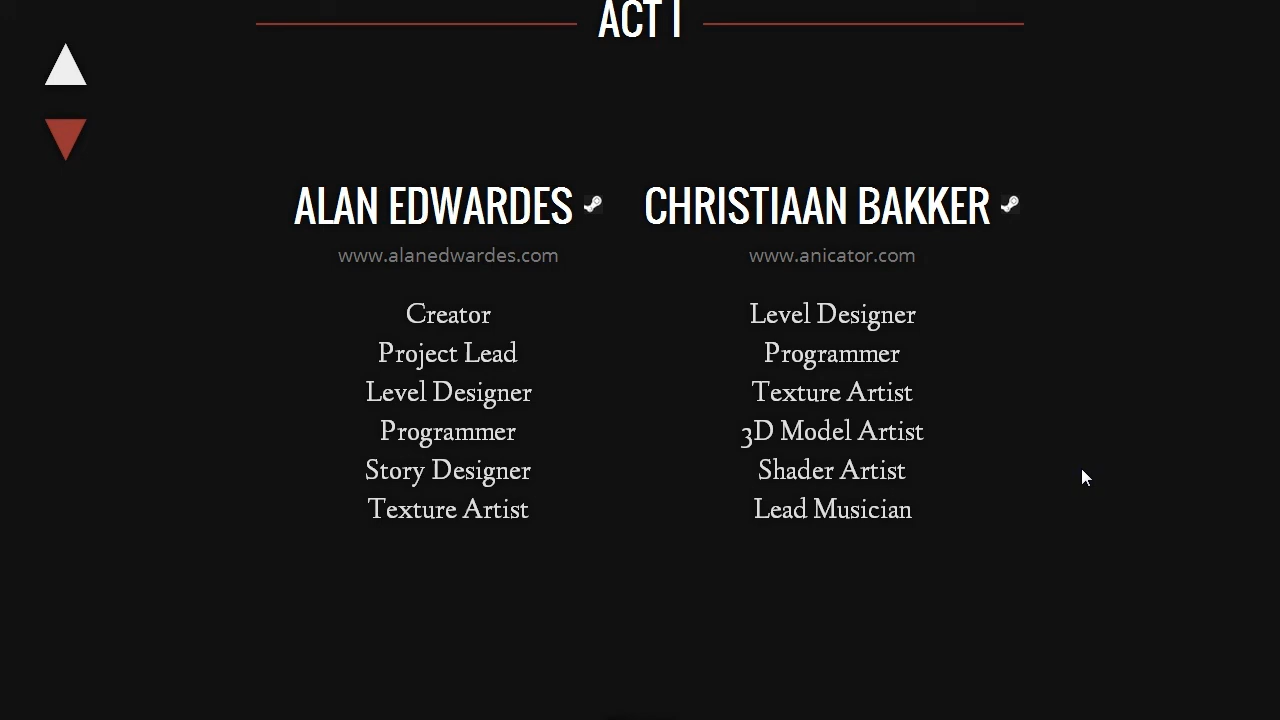 ACT I
ALAN EDWARDES
www.alanedwardes.com
Creator
Project Lead
Level Designer
Programmer
Story Designer
Texture Artist
CHRISTIAAN BAKKER
www.anicator.com
Level Designer
Programmer
Texture Artist
3D Model Artist
Shader Artist
Lead Musician